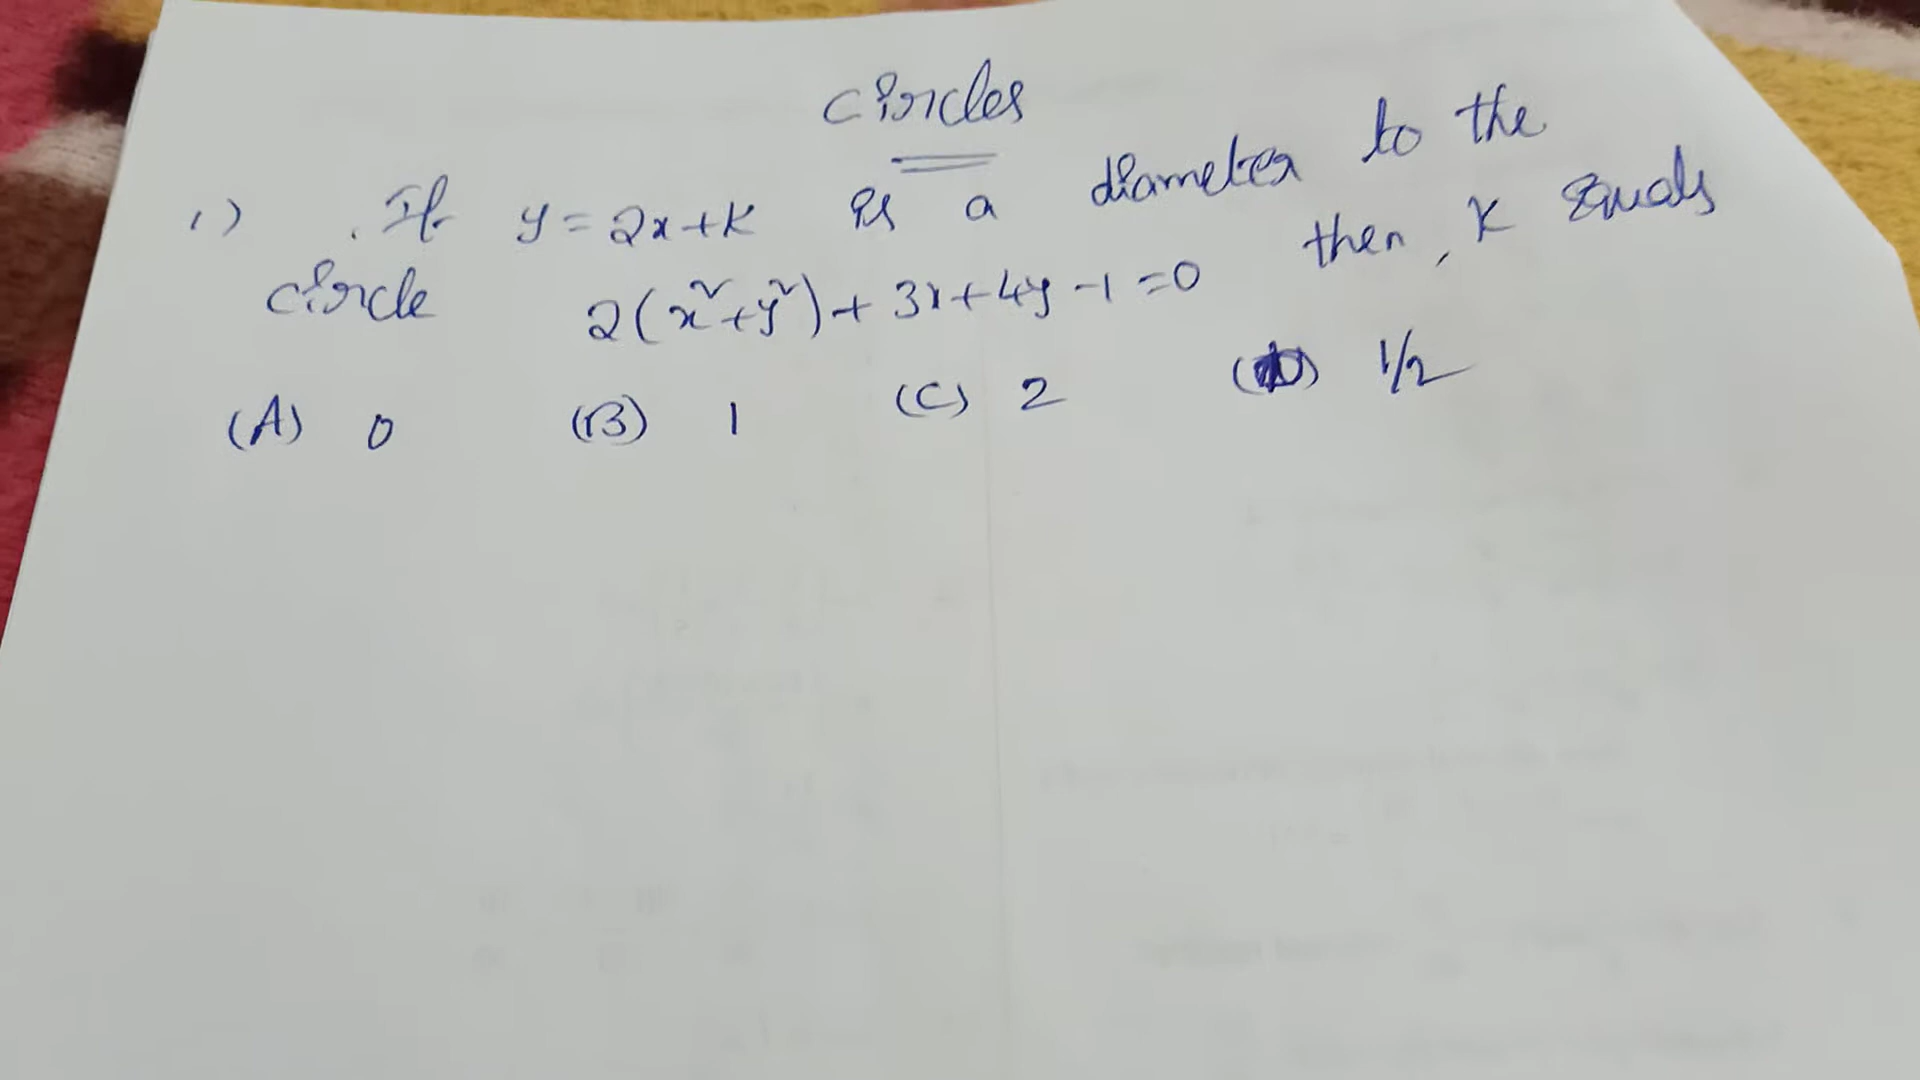 Circles
1) . If y = 2x + k is a diameter to the
circle 2(x²+y²) + 3x + 4y - 1 = 0 then, k equals
(A) 0 (B) 1 (C) 2 (D) 1/2